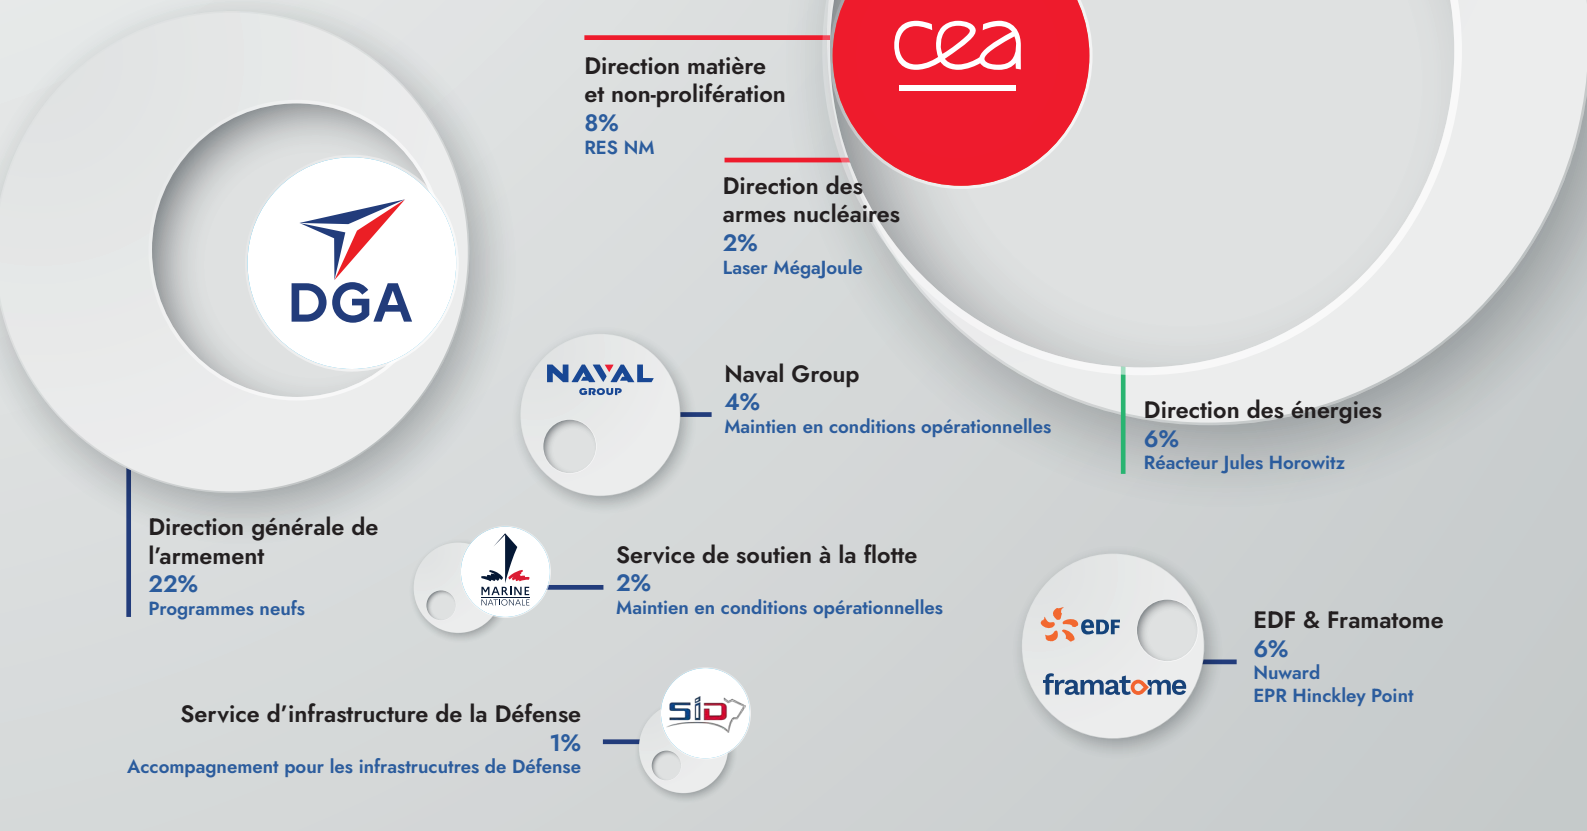 cea
Direction matière
et non-prolifération
8%
RES NM
Direction des
armes nucléaires
2%
Laser MégaJoule
DGA
Direction générale de
l'armement
22%
Programmes neufs
NAVAL
GROUP
Naval Group
4%
Maintien en conditions opérationnelles
Direction des énergies
6%
Réacteur Jules Horowitz
MARINE
NATIONALE
Service de soutien à la flotte
2%
Maintien en conditions opérationnelles
eDF
framatome
EDF & Framatome
6%
Nuward
EPR Hinckley Point
Service d'infrastructure de la Défense
1%
Accompagnement pour les infrastrucutres de Défense
SID